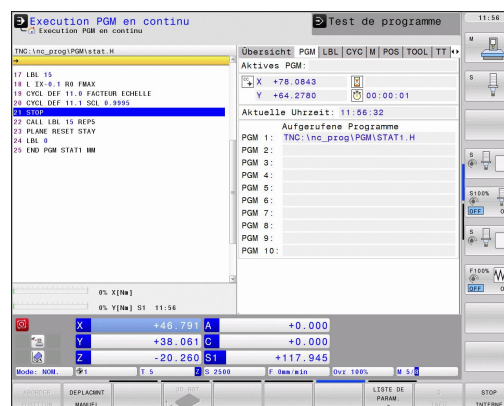 Execution PGM en continu
Execution PGM en continu
Test de programme
11:56
TNC:\nc_prog\PGM\stat.H
→
17 LBL 15
18 L IX-0.1 R0 FMAX
19 CYCL DEF 11.0 FACTEUR ECHELLE
20 CYCL DEF 11.1 SCL 0.9995
21 STOP
22 CALL LBL 15 REP5
23 PLANE RESET STAY
24 LBL 0
25 END PGM STAT1 MM
0% X[Nm]
0% Y[Nm] S1 11:56
Übersicht PGM LBL CYC M POS TOOL TT
Aktives PGM:
X +78.0843
Y +64.2780 00:00:01
Aktuelle Uhrzeit: 11:56:32
Aufgerufene Programme
PGM 1: TNC:\nc_prog\PGM\STAT1.H
PGM 2:
PGM 3:
PGM 4:
PGM 5:
PGM 6:
PGM 7:
PGM 8:
PGM 9:
PGM 10:
M
S
S
S100%
OFF
S
F100%
OFF
X +46.791 A +0.000
Y +38.061 C +0.000
Z -20.260 S1 +117.945
Mode: NOM. 1 T 5 Z S 2500 F 0mm/min Ovr 100% M 5/8
DEPLACMNT
MANUEL
3D ROT
LISTE DE
PARAM.
STOP
INTERNE